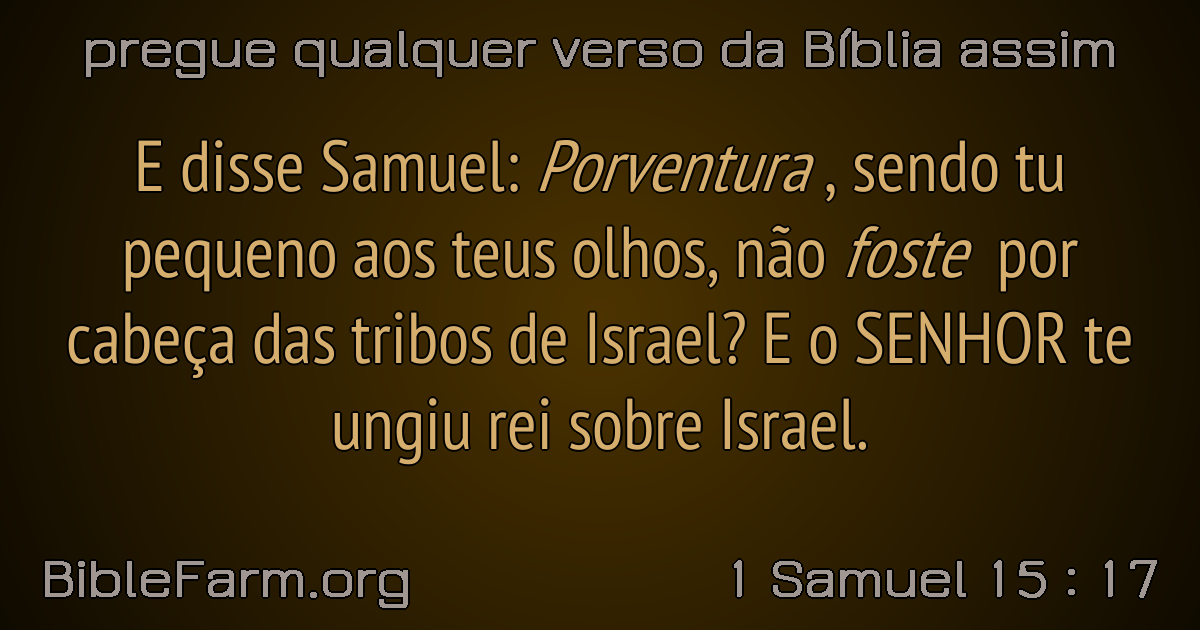 pregue qualquer verso da Bíblia assim
E disse Samuel: Porventura , sendo tu
pequeno aos teus olhos, não foste por
cabeça das tribos de Israel? E o SENHOR te
ungiu rei sobre Israel.
BibleFarm.org
1 Samuel 15 : 17